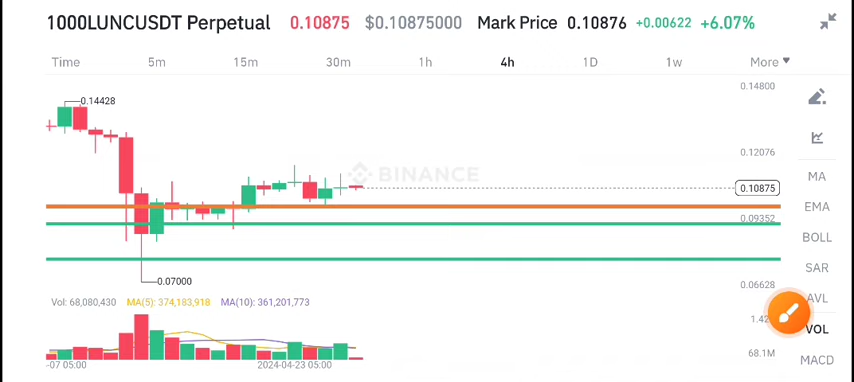 1000LUNCUSDT Perpetual 0.10875 $0.10875000 Mark Price 0.10876 +0.00622 +6.07%
Time 5m 15m 30m 1h 4h 1D 1w More
0.14800
0.14428
0.12076
BINANCE
MA
0.10875
EMA
0.09352
BOLL
SAR
0.07000
0.06628
Vol: 68,080,430 MA(5): 374,183,918 MA(10): 361,201,773
AVL
VOL
68.1M
MACD
-07 05:00 2024-04-23 05:00